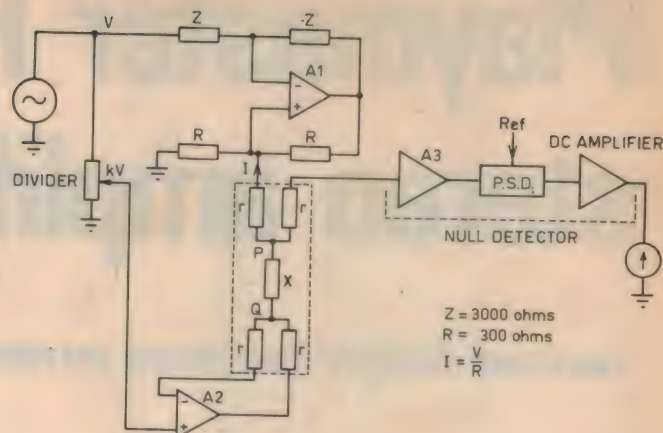 V
Z
-Z
A1
-
+
R
R
I
kV
DIVIDER
r
r
P
X
Q
r
r
A2
-
+
A3
Ref
P.S.D.
DC AMPLIFIER
NULL DETECTOR
Z = 3000 ohms
R = 300 ohms
I = V/R